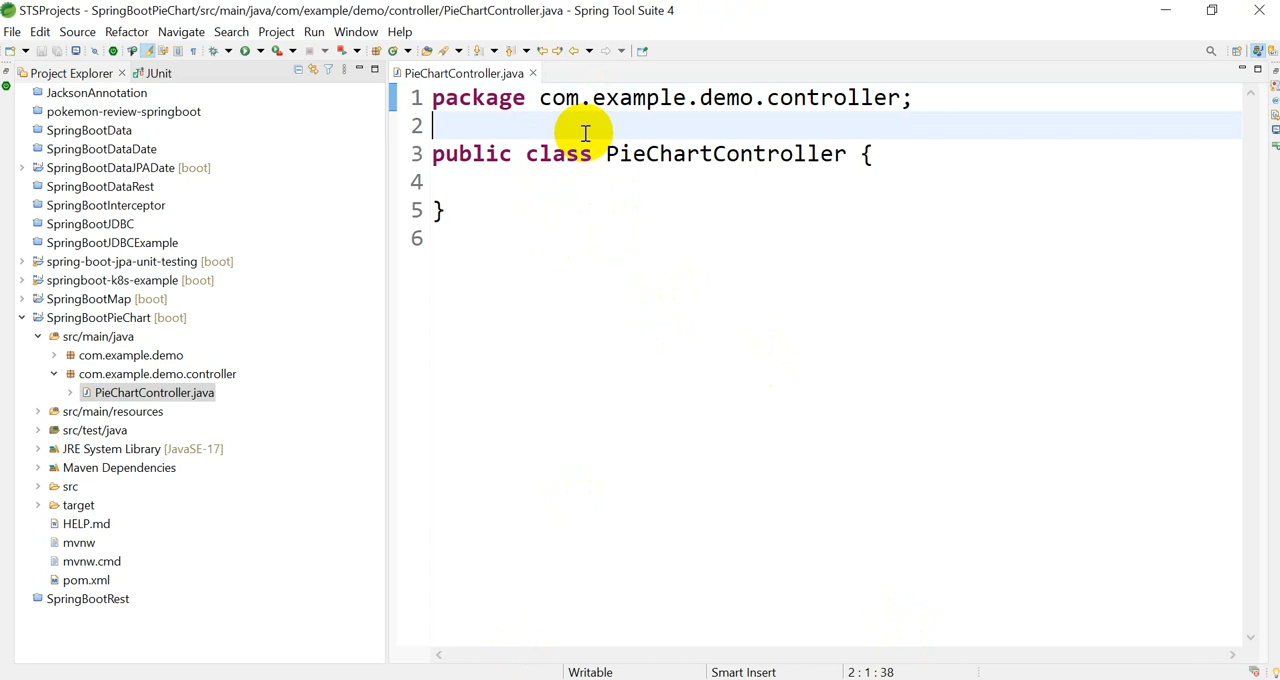 STSProjects - SpringBootPieChart/src/main/java/com/example/demo/controller/PieChartController.java - Spring Tool Suite 4
File Edit Source Refactor Navigate Search Project Run Window Help
Project Explorer
JUnit
JacksonAnnotation
pokemon-review-springboot
SpringBootData
SpringBootDataDate
SpringBootDataJPADate [boot]
SpringBootDataRest
SpringBootInterceptor
SpringBootJDBC
SpringBootJDBCExample
spring-boot-jpa-unit-testing [boot]
springboot-k8s-example [boot]
SpringBootMap [boot]
SpringBootPieChart [boot]
src/main/java
com.example.demo
com.example.demo.controller
PieChartController.java
src/main/resources
src/test/java
JRE System Library [JavaSE-17]
Maven Dependencies
src
target
HELP.md
mvnw
mvnw.cmd
pom.xml
SpringBootRest
PieChartController.java
1 package com.example.demo.controller;
2
3 public class PieChartController {
4
5 }
6
Writable Smart Insert 2 : 1 : 38